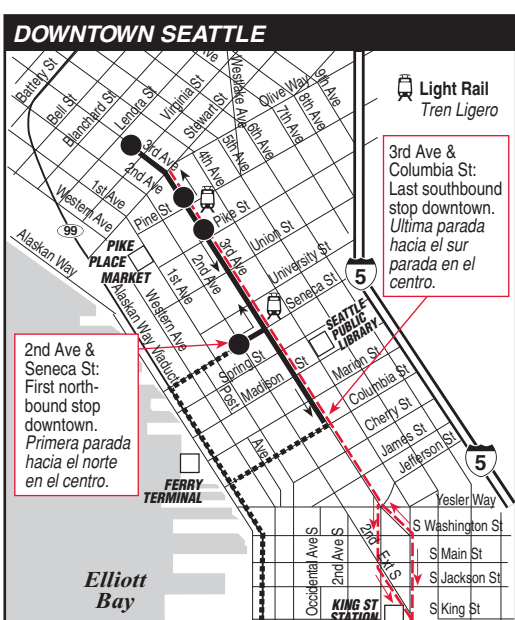 DOWNTOWN SEATTLE
Battery St
Bell St
Blanchard St
Lendra St
Virginia St
Stewart St
Ave
Westlake Ave
Olive Way
9th Ave
8th Ave
7th Ave
6th Ave
5th Ave
4th Ave
3rd Ave
2nd Ave
1st Ave
Western Ave
Light Rail
Tren Ligero
3rd Ave &
Columbia St:
Last southbound
stop downtown.
Ultima parada
hacia el sur
parada en el
centro.
99
Alaskan Way
PIKE
PLACE
MARKET
Pine St
Pike St
Union St
University St
Seneca St
3rd Ave
2nd Ave
1st Ave
Western Ave
Alaskan Way Viaduct
5
SEATTLE
PUBLIC
LIBRARY
2nd Ave &
Seneca St:
First north-
bound stop
downtown.
Primera parada
hacia el norte
en el centro.
Spring St
Post
Ave
Madison St
Marion St
Columbia St
Cherry St
James St
Jefferson St
5
FERRY
TERMINAL
Yesler Way
S Washington St
S Main St
S Jackson St
S King St
Occidental Ave S
2nd Ave S
2nd Ext S
KING ST
STATION
Elliott
Bay